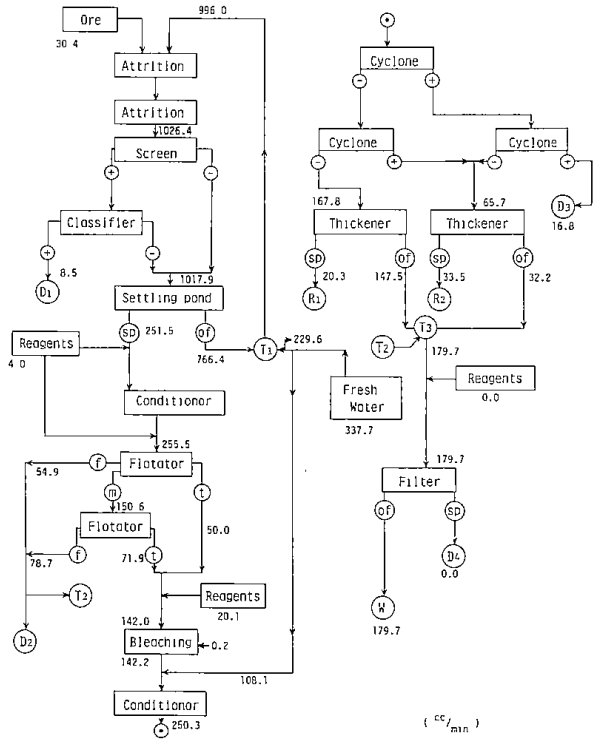 996 0
Ore
30 4
Attrition
Attrition
1026.4
Screen
+
-
Classifier
+
-
8.5
D1
1017.9
Settling pond
sp
251.5
of
766.4
T3
229.6
Reagents
4 0
Conditionor
255.5
Fresh
Water
337.7
Flotator
f
54.9
m
t
150.6
Flotator
50.0
f
78.7
71.9
t
T2
D2
Reagents
20.1
142.0
Bleaching
0.2
142.2
108.1
Conditionor
250.3
Cyclone
-
+
Cyclone
-
+
Cyclone
-
+
D3
16.8
167.8
Thickener
65.7
Thickener
sp
20.3
of
147.5
R1
sp
33.5
of
32.2
R2
T2
T3
179.7
Reagents
0.0
179.7
Filter
of
sp
D4
0.0
W
179.7
( cc/min )